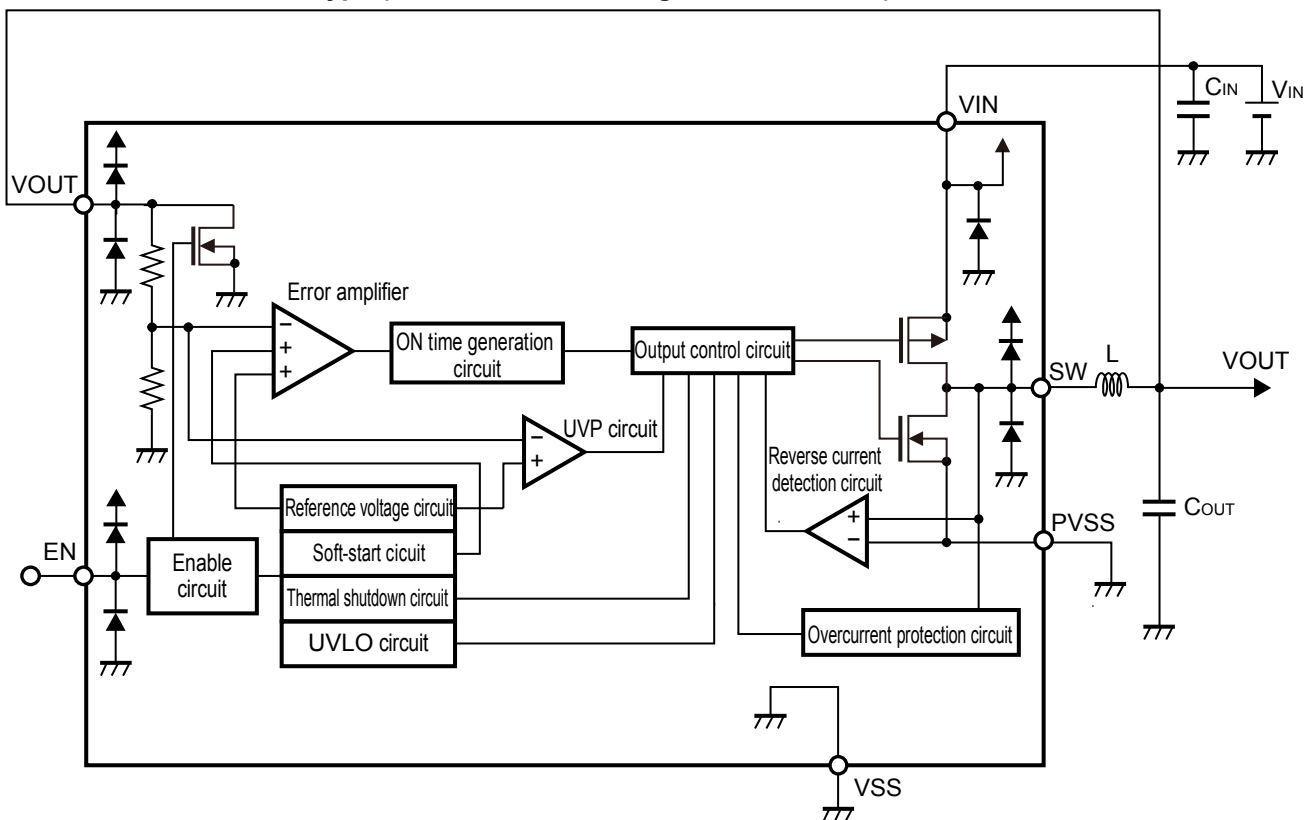 CIN
VIN
VIN
VOUT
Error amplifier
−
+
+
ON time generation
circuit
Output control circuit
SW
L
VOUT
UVP circuit
−
+
Reverse current
detection circuit
+
−
Reference voltage circuit
Soft-start cicuit
Thermal shutdown circuit
UVLO circuit
COUT
PVSS
EN
Enable
circuit
Overcurrent protection circuit
VSS